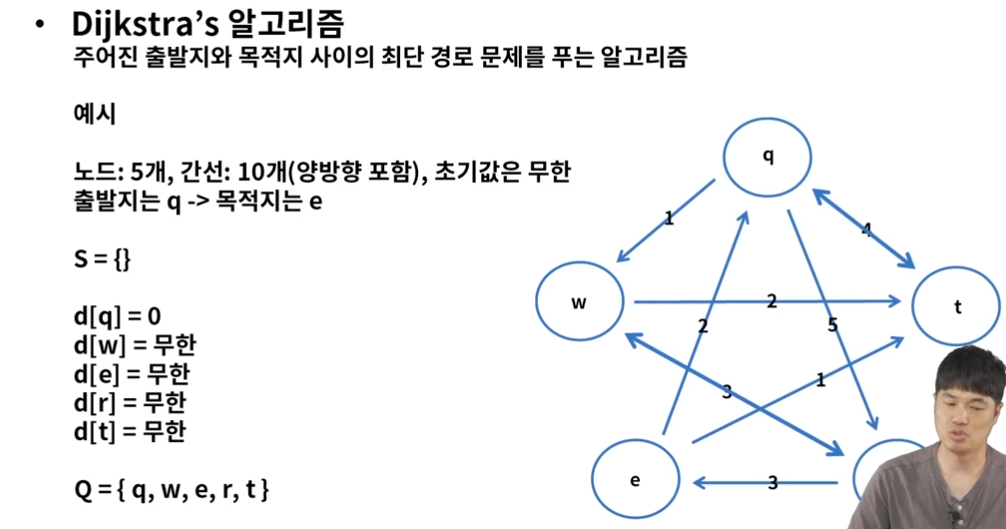 • Dijkstra's 알고리즘
주어진 출발지와 목적지 사이의 최단 경로 문제를 푸는 알고리즘
예시
노드: 5개, 간선: 10개(양방향 포함), 초기값은 무한
출발지는 q -> 목적지는 e
S = {}
d[q] = 0
d[w] = 무한
d[e] = 무한
d[r] = 무한
d[t] = 무한
Q = { q, w, e, r, t }
q
1
4
w
2
t
2
5
3
1
e
3